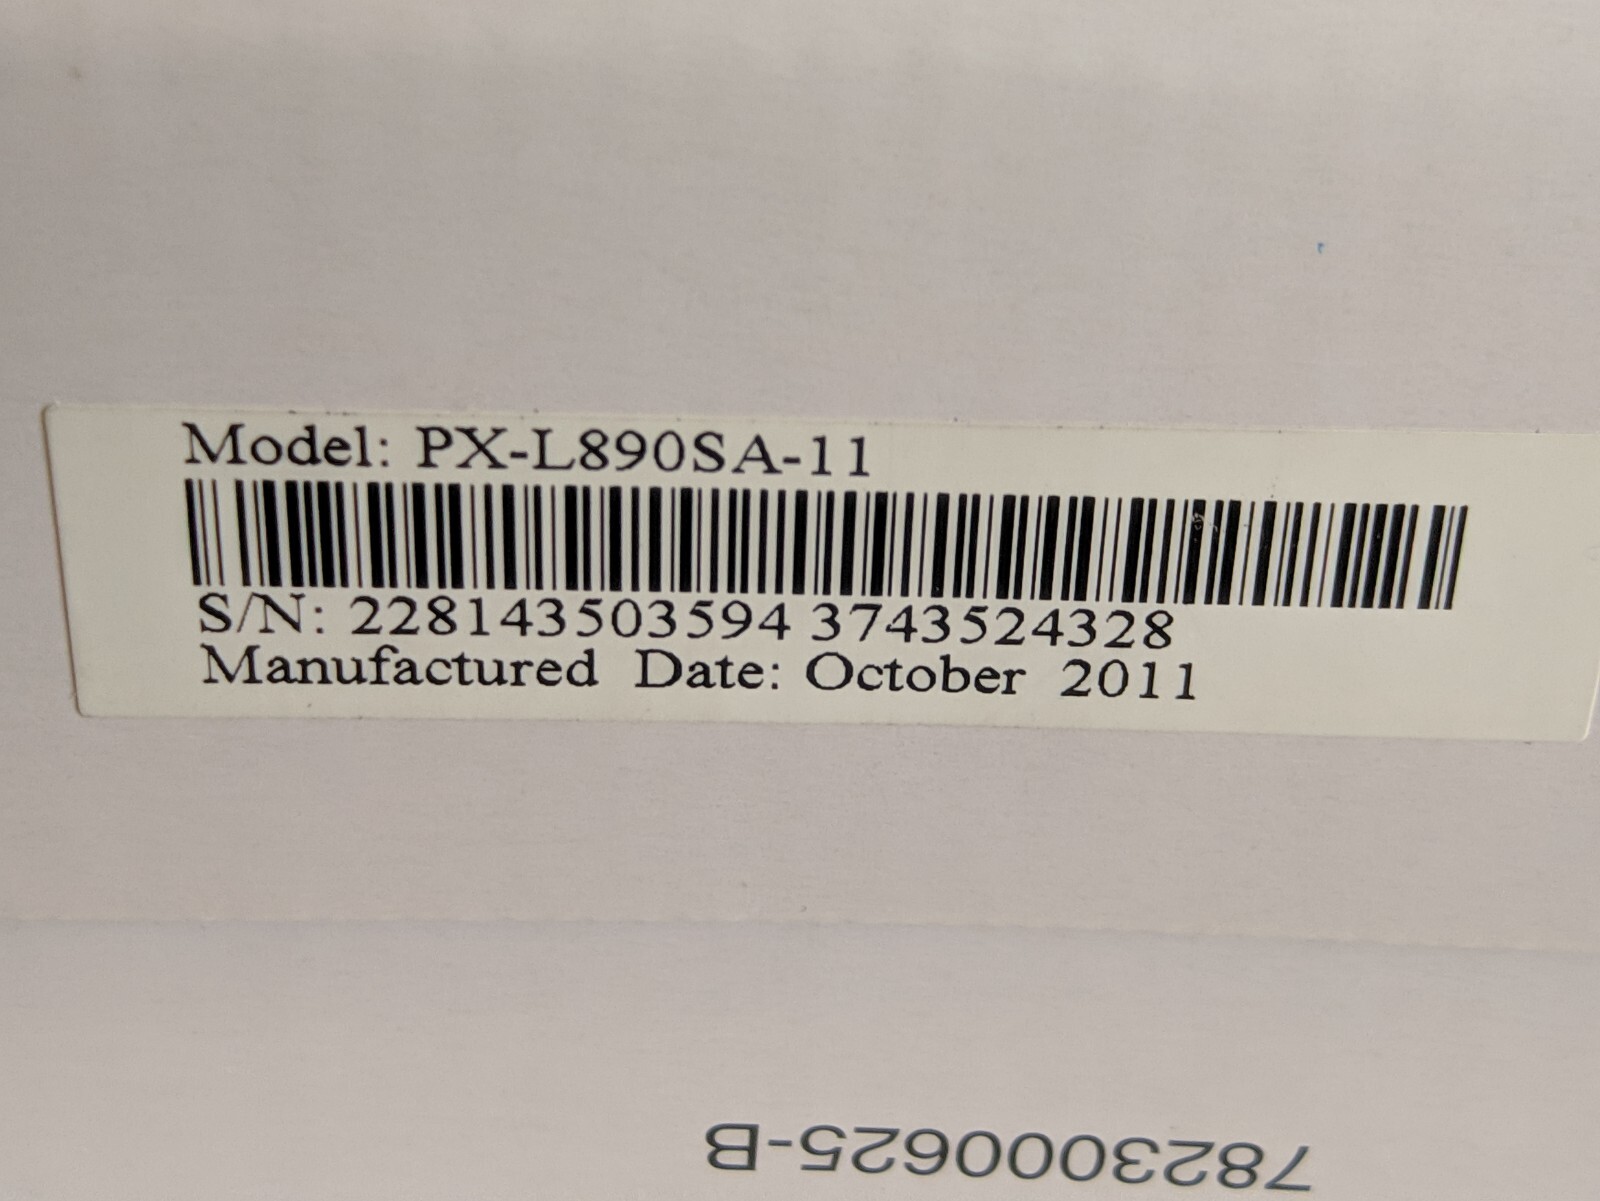 Model: PX-L890SA-11
S/N: 228143503594 3743524328
Manufactured Date: October 2011
7823000625-B